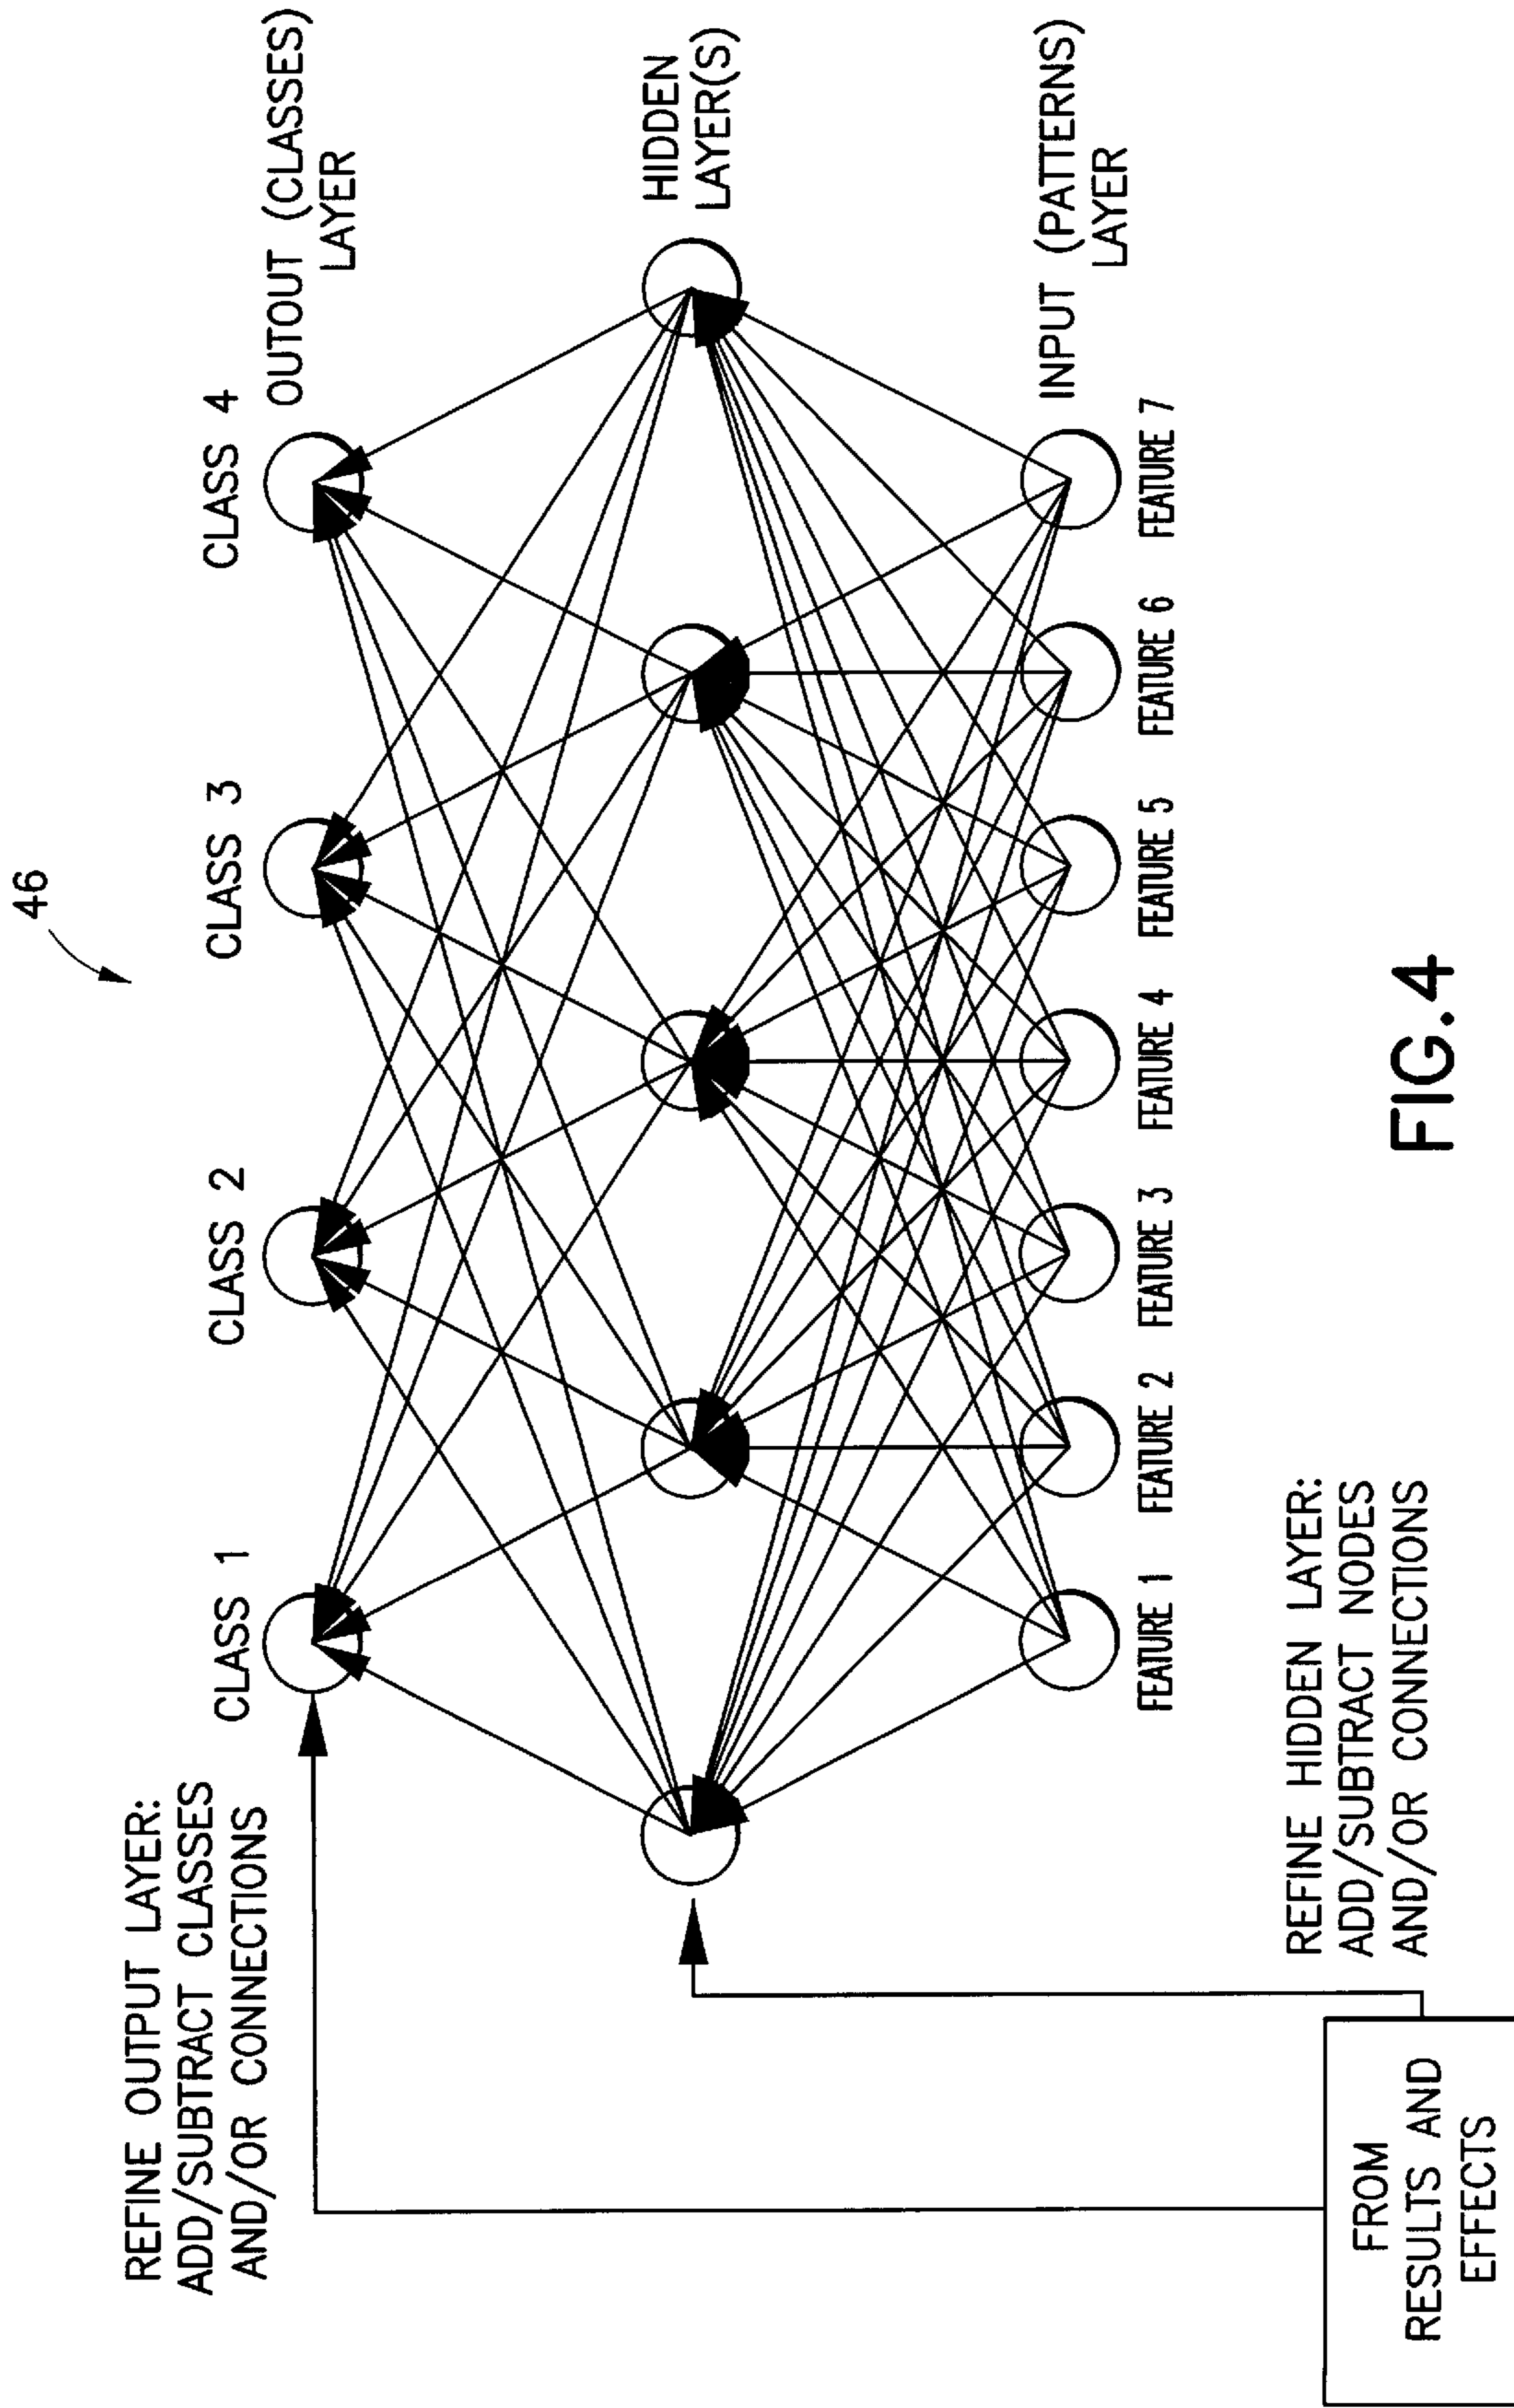 46
REFINE OUTPUT LAYER:
ADD/SUBTRACT CLASSES
AND/OR CONNECTIONS
CLASS 1
CLASS 2
CLASS 3
CLASS 4
OUTOUT (CLASSES)
LAYER
HIDDEN
LAYER(S)
INPUT (PATTERNS)
LAYER
FEATURE 1
FEATURE 2
FEATURE 3
FEATURE 4
FEATURE 5
FEATURE 6
FEATURE 7
REFINE HIDDEN LAYER:
ADD/SUBTRACT NODES
AND/OR CONNECTIONS
FROM
RESULTS AND
EFFECTS
FIG.4